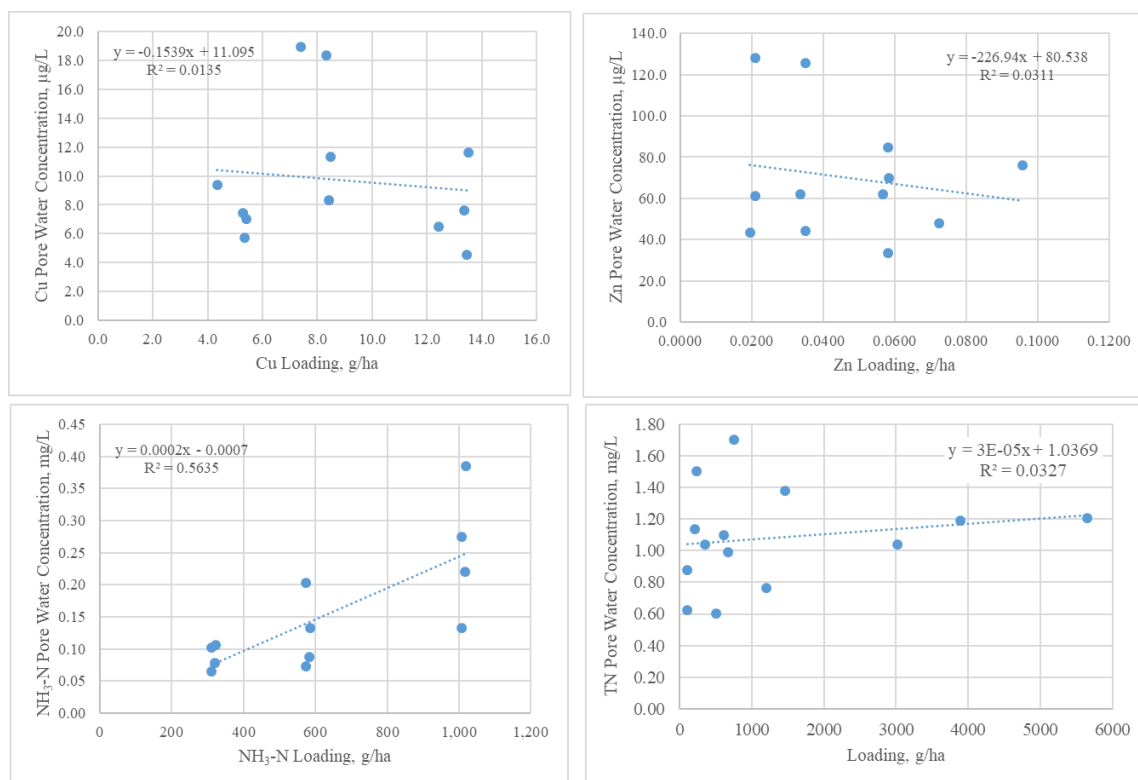 20.0
18.0
16.0
14.0
12.0
10.0
8.0
6.0
4.0
2.0
0.0
Cu Pore Water Concentration, µg/L
y = -0.1539x + 11.095
R² = 0.0135
0.0 2.0 4.0 6.0 8.0 10.0 12.0 14.0 16.0
Cu Loading, g/ha
140.0
120.0
100.0
80.0
60.0
40.0
20.0
0.0
Zn Pore Water Concentration, µg/L
y = -226.94x + 80.538
R² = 0.0311
0.0000 0.0200 0.0400 0.0600 0.0800 0.1000 0.1200
Zn Loading, g/ha
0.45
0.40
0.35
0.30
0.25
0.20
0.15
0.10
0.05
0.00
NH₃-N Pore Water Concentration, mg/L
y = 0.0002x - 0.0007
R² = 0.5635
0 200 400 600 800 1,000 1,200
NH₃-N Loading, g/ha
1.80
1.60
1.40
1.20
1.00
0.80
0.60
0.40
0.20
0.00
TN Pore Water Concentration, mg/L
y = 3E-05x + 1.0369
R² = 0.0327
0 1000 2000 3000 4000 5000 6000
Loading, g/ha